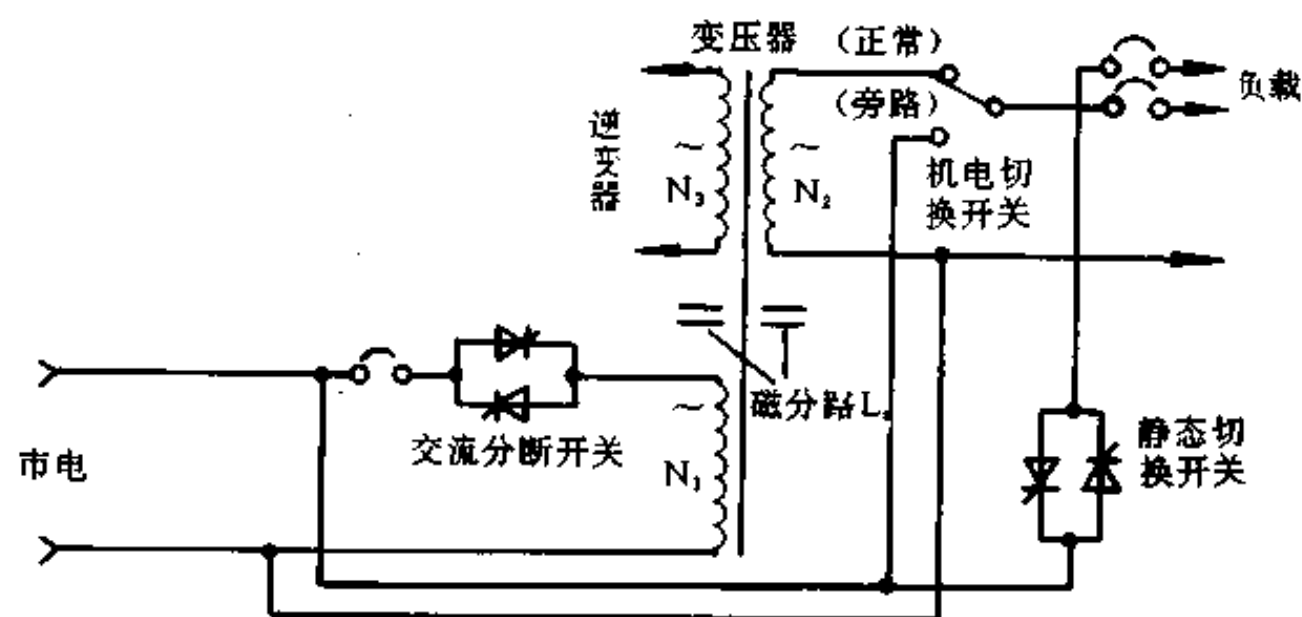 变压器
(正常)
(旁路)
负载
逆变器
~
N₃
~
N₂
机电切
换开关
磁分路L
~
N₁
交流分断开关
市电
静态切
换开关